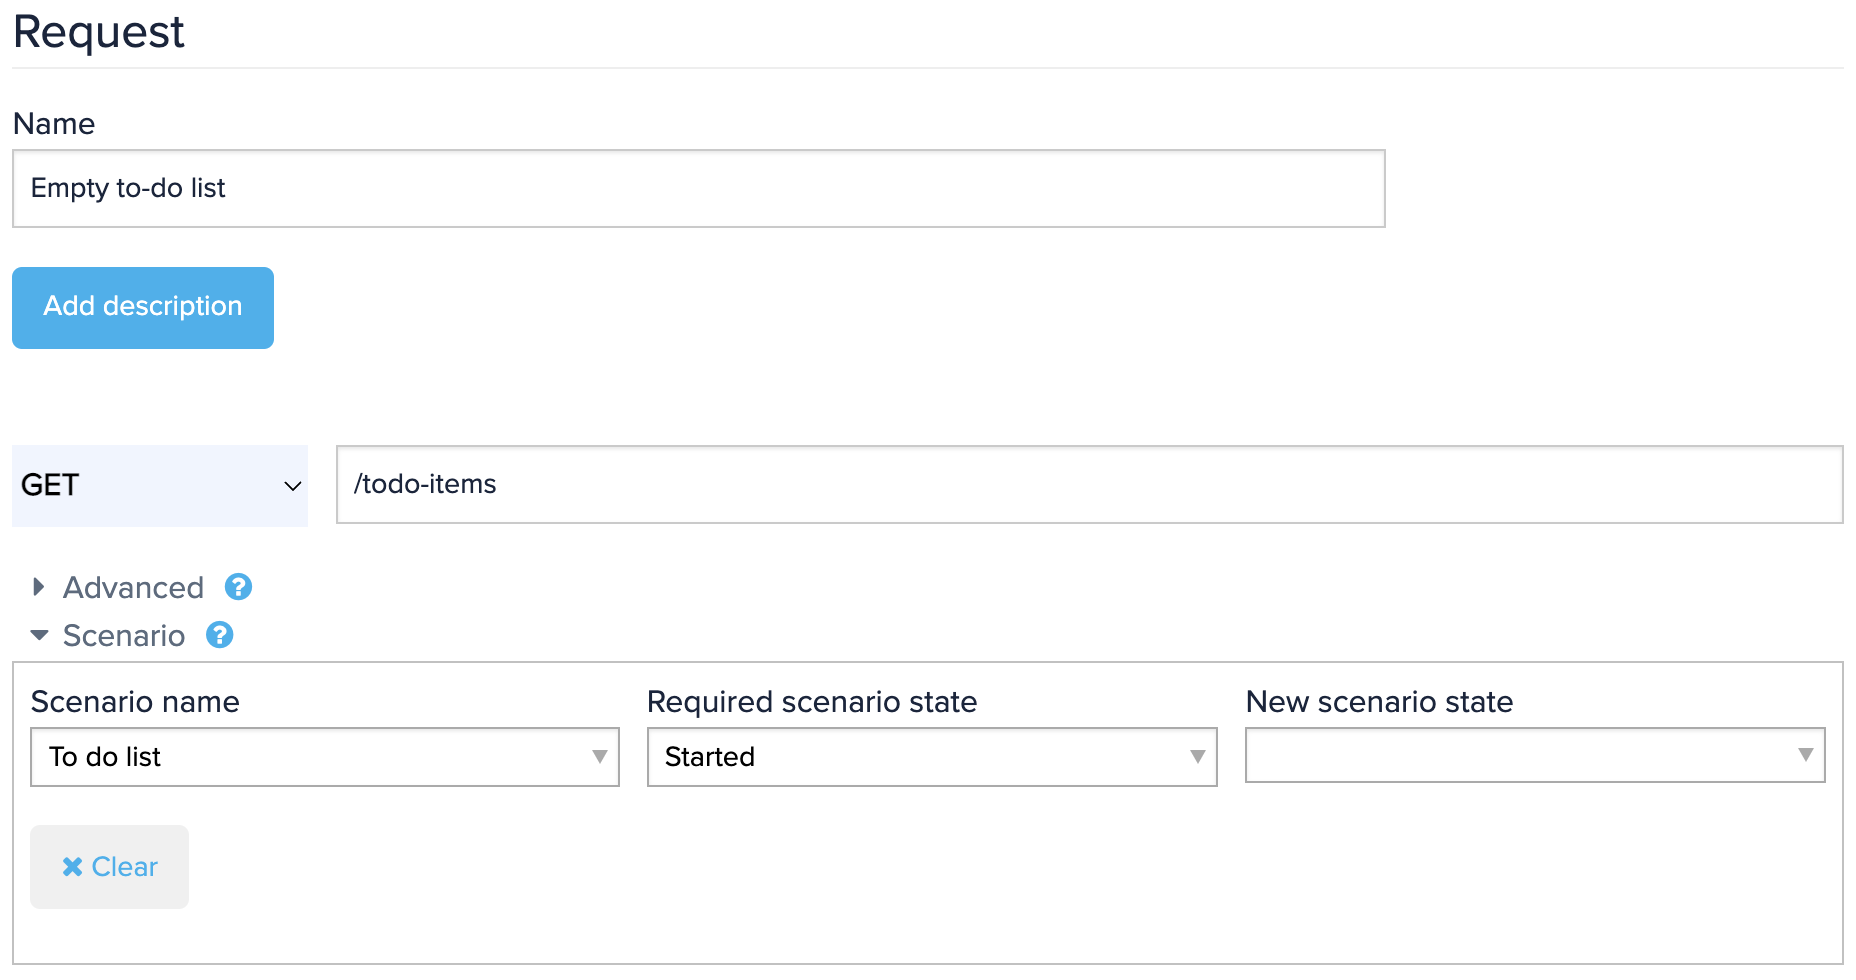 Request
Name
Empty to-do list
Add description
GET /todo-items
Advanced ?
Scenario ?
Scenario name Required scenario state New scenario state
To do list Started
Clear